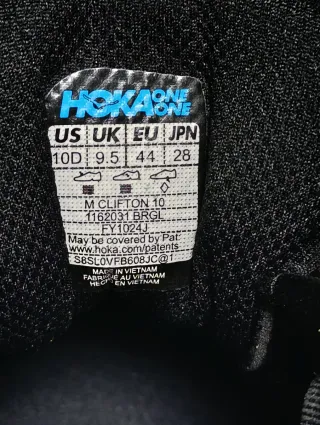 HOKA ONE ONE
US UK EU JPN
10D 9.5 44 28
M CLIFTON 10
1162031 BRGL
FY1024J
May be covered by Pat:
www.hoka.com/patents
S8SL0VFB608JC@1
MADE IN VIETNAM
FABRIQUÉ AU VIETNAM
HECHO EN VIETNAM